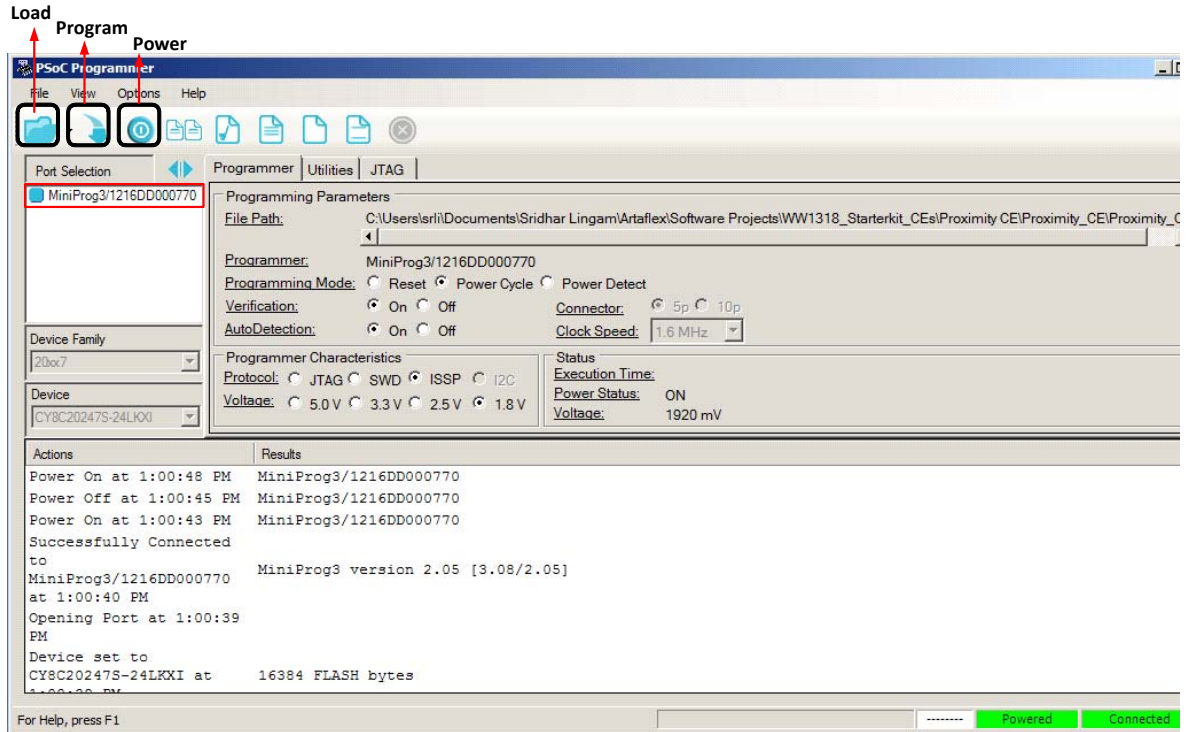 Load
Program
Power
PSoC Programmer
File View Options Help
Port Selection
Programmer Utilities JTAG
MiniProg3/1216DD000770
Programming Parameters
File Path: C:\Users\srli\Documents\Sridhar Lingam\Artaflex\Software Projects\WW1318_Starterkit_CEs\Proximity CE\Proximity_CE\Proximity_C
Programmer: MiniProg3/1216DD000770
Programming Mode: Reset Power Cycle Power Detect
Verification: On Off Connector: 5p 10p
AutoDetection: On Off Clock Speed: 1.6 MHz
Device Family
20xx7
Device
CY8C20247S-24LKXI
Programmer Characteristics
Protocol: JTAG SWD ISSP I2C
Voltage: 5.0 V 3.3 V 2.5 V 1.8 V
Status
Execution Time:
Power Status: ON
Voltage: 1920 mV
Actions Results
Power On at 1:00:48 PM MiniProg3/1216DD000770
Power Off at 1:00:45 PM MiniProg3/1216DD000770
Power On at 1:00:43 PM MiniProg3/1216DD000770
Successfully Connected
to
MiniProg3/1216DD000770
at 1:00:40 PM
MiniProg3 version 2.05 [3.08/2.05]
Opening Port at 1:00:39
PM
Device set to
CY8C20247S-24LKXI at 16384 FLASH bytes
For Help, press F1
-------- Powered Connected